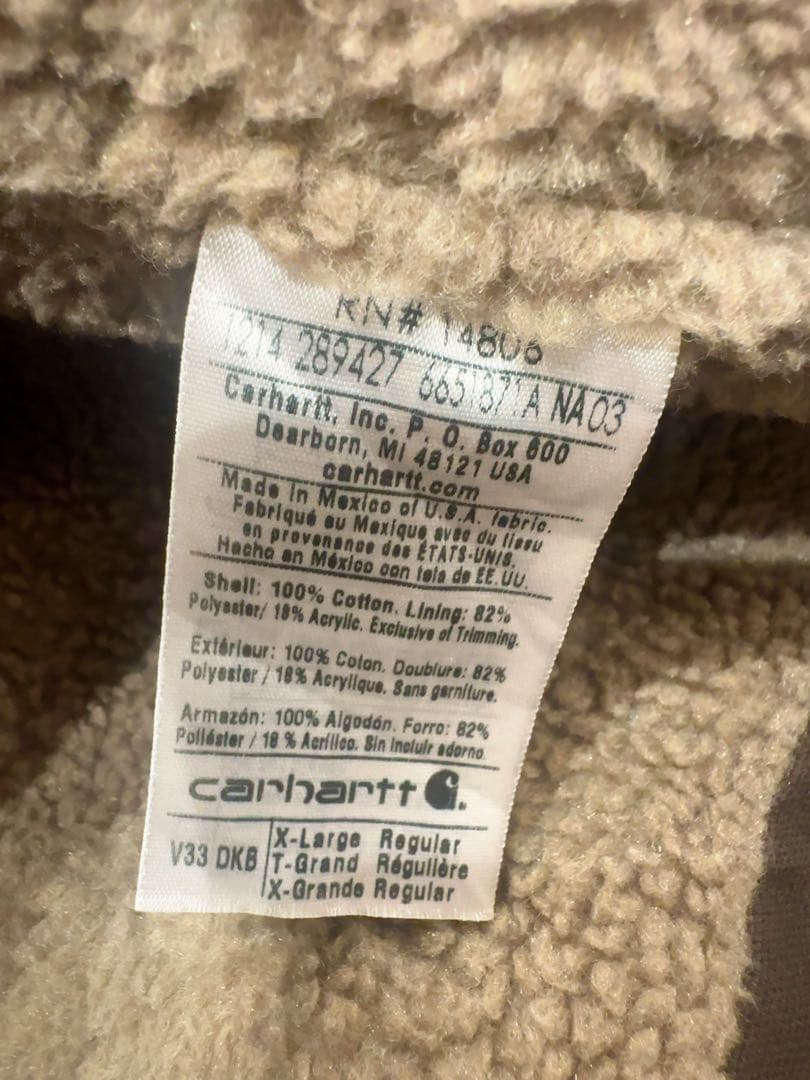 RN# 14806
1214 289427 6651871A NA03
Carhartt, Inc. P. O. Box 600
Dearborn, MI 48121 USA
carhartt.com
Made in Mexico of U.S.A. fabric.
Fabriqué au Mexique avec du tissu
en provenance des ÉTATS-UNIS.
Hecho en México con tela de EE.UU.
Shell: 100% Cotton. Lining: 82%
Polyester/ 18% Acrylic. Exclusive of Trimming.
Extérieur: 100% Coton. Doublure: 82%
Polyester / 18% Acrylique. Sans garniture.
Armazón: 100% Algodón. Forro: 82%
Poliéster / 18 % Acrílico. Sin incluir adorno
carhartt
V33 DKB
X-Large Regular
T-Grand Régulière
X-Grande Regular